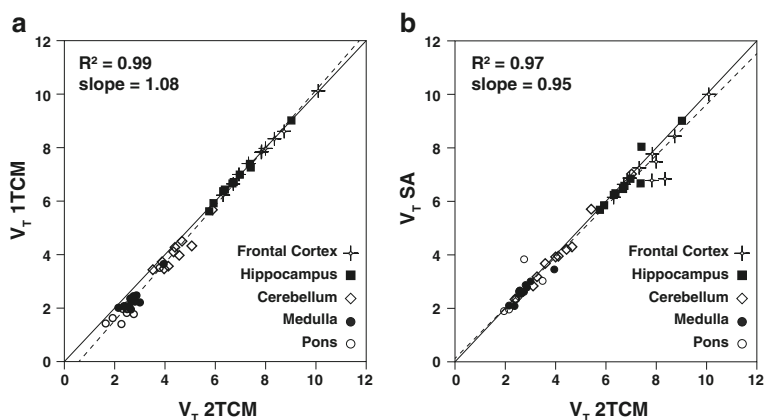 a
12
10
8
6
4
2
0
V_T 1TCM
R² = 0.99
slope = 1.08
Frontal Cortex
Hippocampus
Cerebellum
Medulla
Pons
0 2 4 6 8 10 12
V_T 2TCM
b
12
10
8
6
4
2
0
V_T SA
R² = 0.97
slope = 0.95
Frontal Cortex
Hippocampus
Cerebellum
Medulla
Pons
0 2 4 6 8 10 12
V_T 2TCM